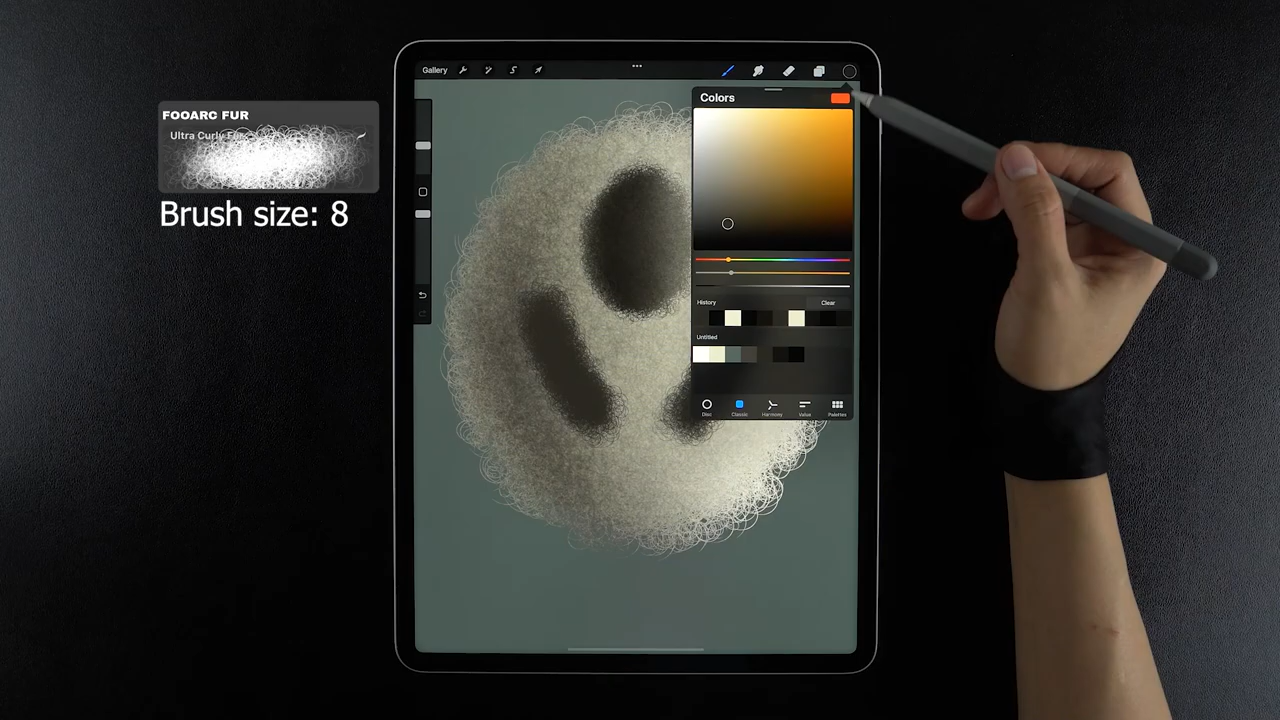 FOOARC FUR
Ultra Curly Fur
Brush size: 8
Gallery
Colors
History
Clear
Untitled
Disc
Classic
Harmony
Value
Palettes